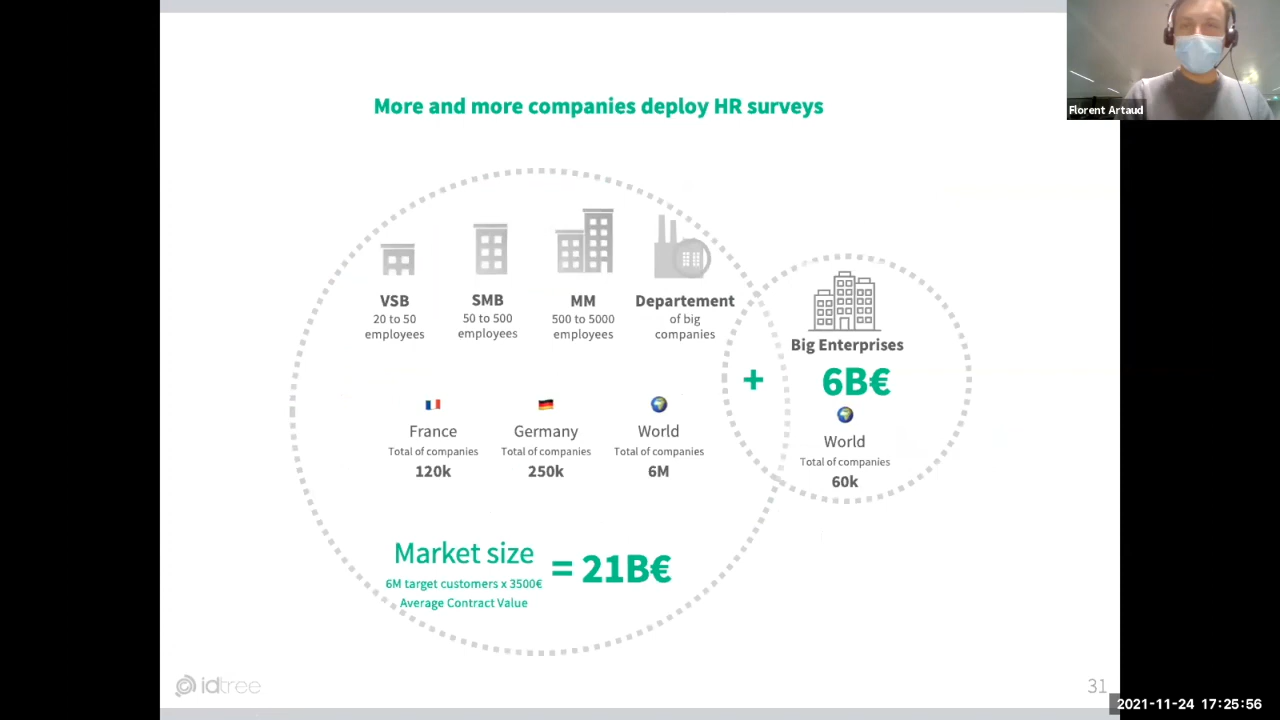 Florent Artaud
More and more companies deploy HR surveys
VSB
20 to 50
employees
SMB
50 to 500
employees
MM
500 to 5000
employees
Departement
of big
companies
Big Enterprises
+
6B€
World
Total of companies
60k
France
Total of companies
120k
Germany
Total of companies
250k
World
Total of companies
6M
Market size
6M target customers x 3500€
Average Contract Value
= 21B€
idtree
31
2021-11-24 17:25:56